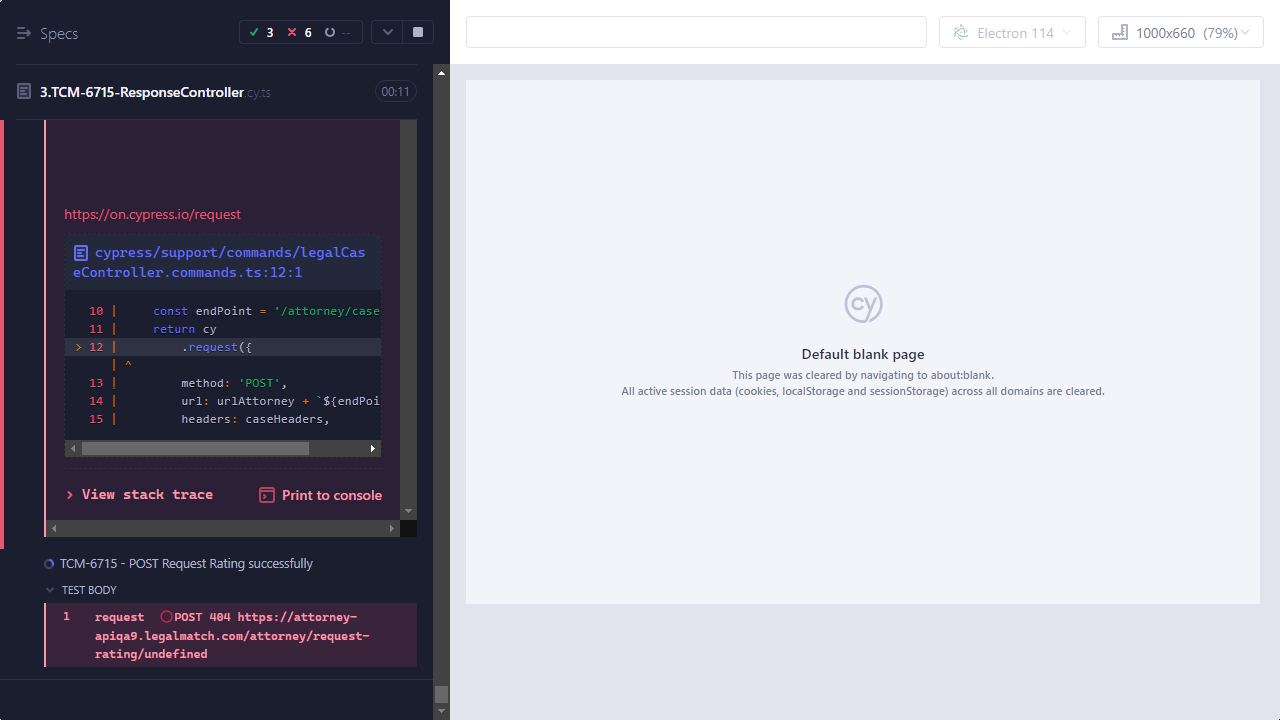 Specs
3
6
--
Electron 114
1000x660 (79%)
3.TCM-6715-ResponseController.cy.ts
00:11
https://on.cypress.io/request
cypress/support/commands/legalCas
eController.commands.ts:12:1
10 | const endPoint = '/attorney/case
11 | return cy
> 12 | .request({
| ^
13 | method: 'POST',
14 | url: urlAttorney + `${endPoi
15 | headers: caseHeaders,
> View stack trace
Print to console
TCM-6715 - POST Request Rating successfully
TEST BODY
1 request POST 404 https://attorney-
apiqa9.legalmatch.com/attorney/request-
rating/undefined
cy
Default blank page
This page was cleared by navigating to about:blank.
All active session data (cookies, localStorage and sessionStorage) across all domains are cleared.